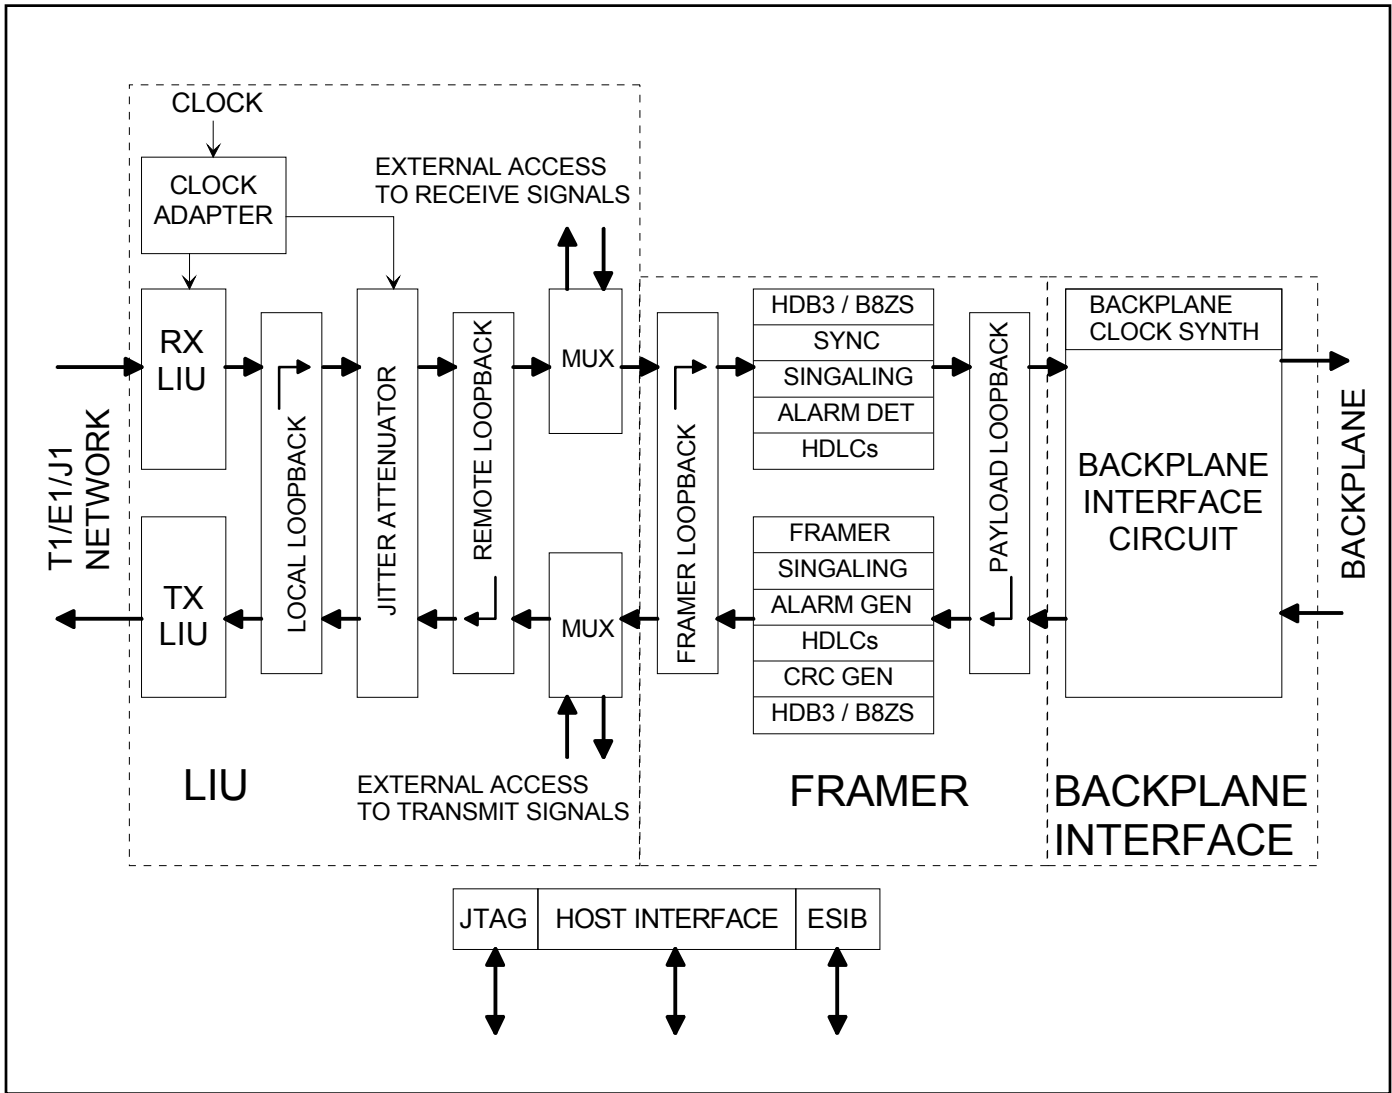 CLOCK
CLOCK
ADAPTER
EXTERNAL ACCESS
TO RECEIVE SIGNALS
T1/E1/J1
NETWORK
RX
LIU
LOCAL LOOPBACK
JITTER ATTENUATOR
REMOTE LOOPBACK
MUX
FRAMER LOOPBACK
HDB3 / B8ZS
SYNC
SINGALING
ALARM DET
HDLCs
PAYLOAD LOOPBACK
BACKPLANE
CLOCK SYNTH
BACKPLANE
INTERFACE
CIRCUIT
BACKPLANE
TX
LIU
MUX
FRAMER
SINGALING
ALARM GEN
HDLCs
CRC GEN
HDB3 / B8ZS
EXTERNAL ACCESS
TO TRANSMIT SIGNALS
LIU
FRAMER
BACKPLANE
INTERFACE
JTAG
HOST INTERFACE
ESIB